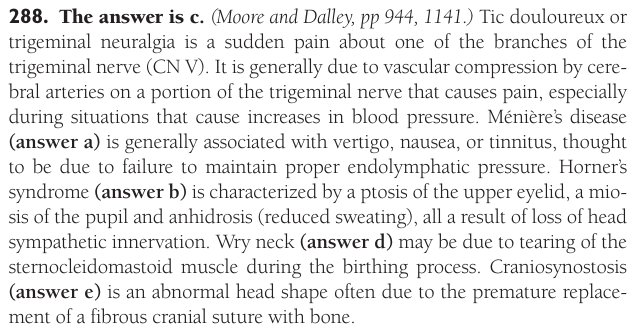 288. The answer is c. (Moore and Dalley, pp 944, 1141.) Tic douloureux or
trigeminal neuralgia is a sudden pain about one of the branches of the
trigeminal nerve (CN V). It is generally due to vascular compression by cere-
bral arteries on a portion of the trigeminal nerve that causes pain, especially
during situations that cause increases in blood pressure. Ménière's disease
(answer a) is generally associated with vertigo, nausea, or tinnitus, thought
to be due to failure to maintain proper endolymphatic pressure. Horner's
syndrome (answer b) is characterized by a ptosis of the upper eyelid, a mio-
sis of the pupil and anhidrosis (reduced sweating), all a result of loss of head
sympathetic innervation. Wry neck (answer d) may be due to tearing of the
sternocleidomastoid muscle during the birthing process. Craniosynostosis
(answer e) is an abnormal head shape often due to the premature replace-
ment of a fibrous cranial suture with bone.